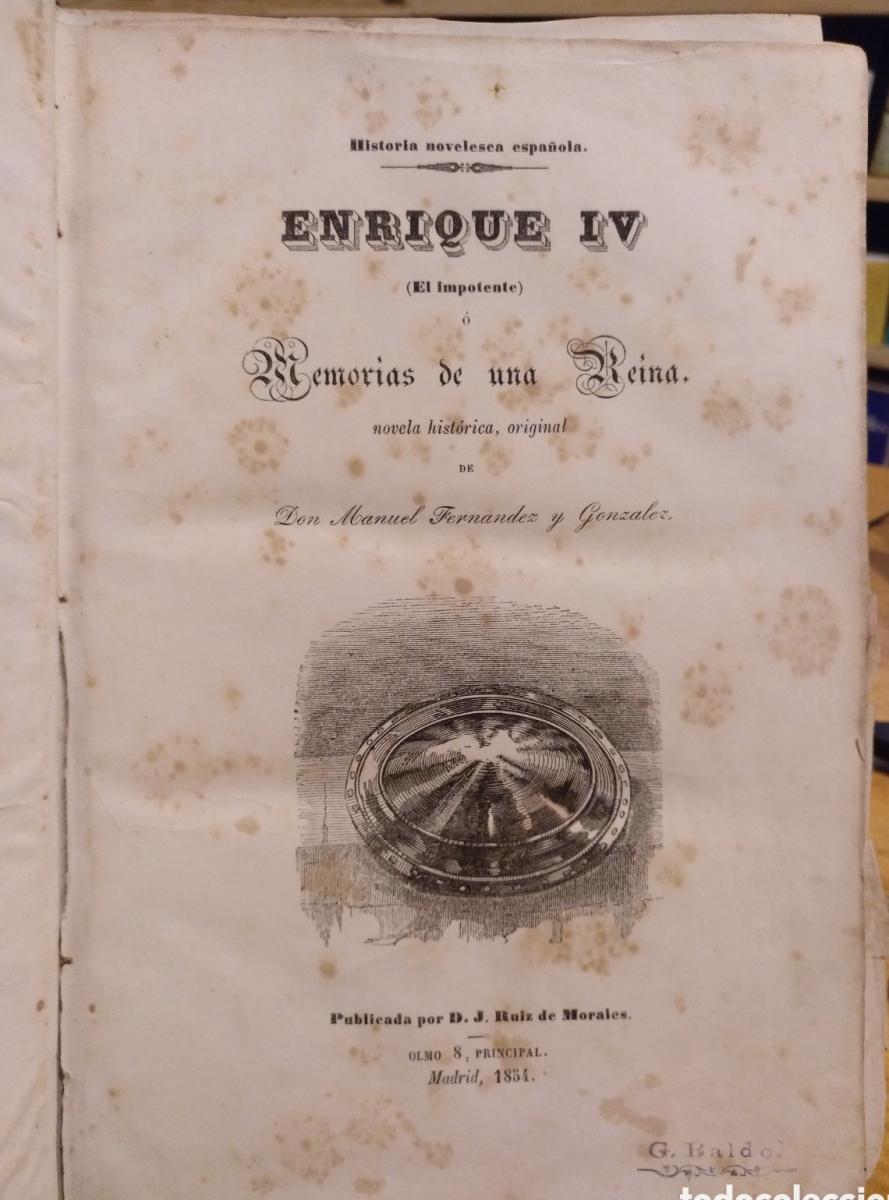 Historia novelesca española.
ENRIQUE IV
(El impotente)
ó
Memorias de una Reina.
novela histórica, original
DE
Don Manuel Fernandez y Gonzalez.
Publicada por D. J. Ruiz de Morales.
OLMO 8, PRINCIPAL.
Madrid, 1854.
G.